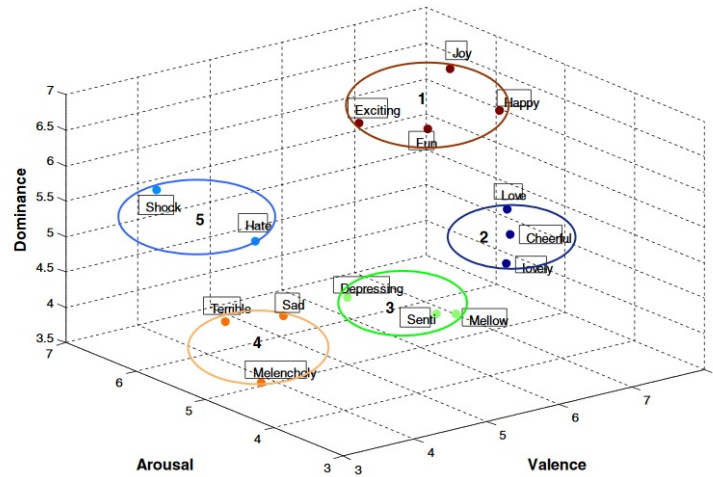 Joy
7
Exciting
1
Happy
6.5
Fun
6
Dominance
5.5
Shock
5
Love
5
Hate
2
Cheerful
4.5
lovely
4
Depressing
3
Senti
Mellow
Terrible
Sad
3.5
4
7
Melencholy
6
7
5
6
4
5
4
3
3
Arousal
Valence